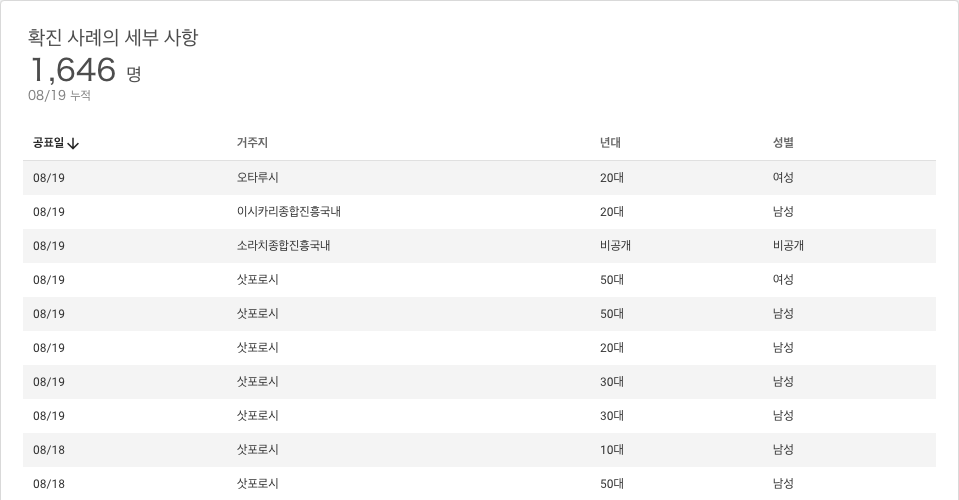 확진 사례의 세부 사항
1,646 명
08/19 누적
공표일 거주지 년대 성별
08/19 오타루시 20대 여성
08/19 이시카리종합진흥국내 20대 남성
08/19 소라치종합진흥국내 비공개 비공개
08/19 삿포로시 50대 여성
08/19 삿포로시 50대 남성
08/19 삿포로시 20대 남성
08/19 삿포로시 30대 남성
08/19 삿포로시 30대 남성
08/18 삿포로시 10대 남성
08/18 삿포로시 50대 남성